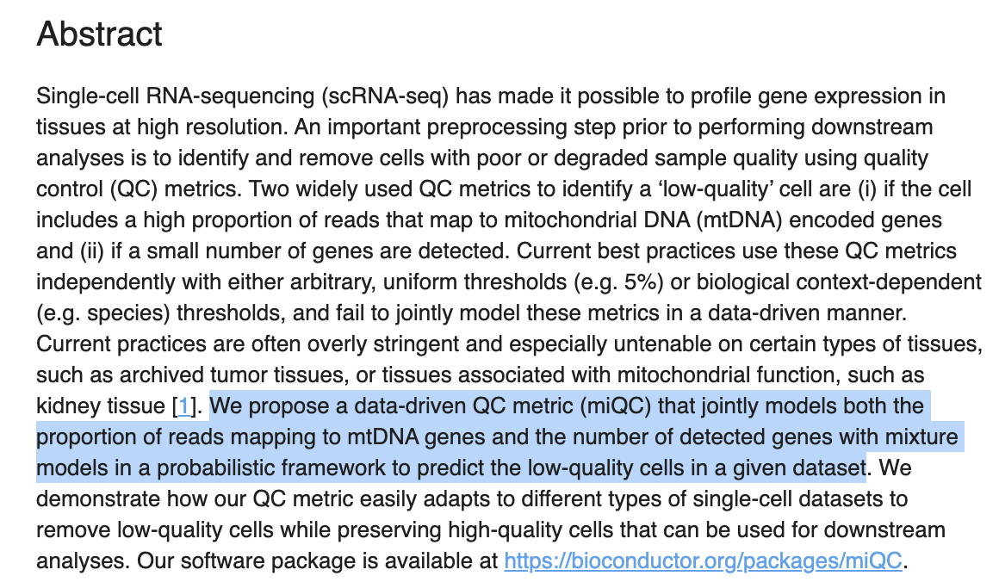 Abstract
Single-cell RNA-sequencing (scRNA-seq) has made it possible to profile gene expression in
tissues at high resolution. An important preprocessing step prior to performing downstream
analyses is to identify and remove cells with poor or degraded sample quality using quality
control (QC) metrics. Two widely used QC metrics to identify a ‘low-quality’ cell are (i) if the cell
includes a high proportion of reads that map to mitochondrial DNA (mtDNA) encoded genes
and (ii) if a small number of genes are detected. Current best practices use these QC metrics
independently with either arbitrary, uniform thresholds (e.g. 5%) or biological context-dependent
(e.g. species) thresholds, and fail to jointly model these metrics in a data-driven manner.
Current practices are often overly stringent and especially untenable on certain types of tissues,
such as archived tumor tissues, or tissues associated with mitochondrial function, such as
kidney tissue [1]. We propose a data-driven QC metric (miQC) that jointly models both the
proportion of reads mapping to mtDNA genes and the number of detected genes with mixture
models in a probabilistic framework to predict the low-quality cells in a given dataset. We
demonstrate how our QC metric easily adapts to different types of single-cell datasets to
remove low-quality cells while preserving high-quality cells that can be used for downstream
analyses. Our software package is available at https://bioconductor.org/packages/miQC.